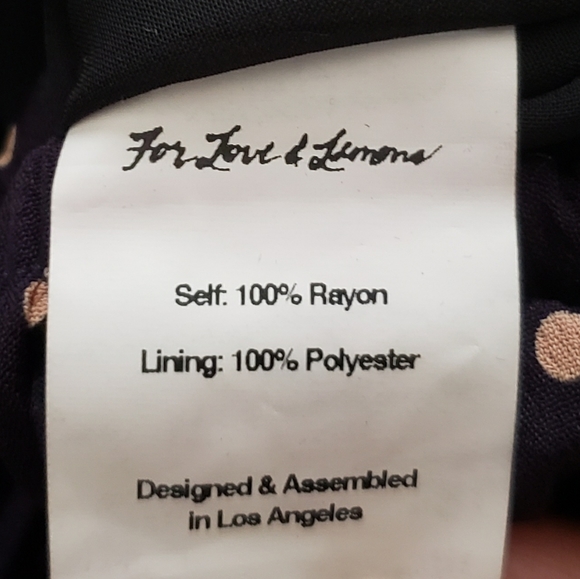 For Love & Lemons
Self: 100% Rayon
Lining: 100% Polyester
Designed & Assembled
in Los Angeles